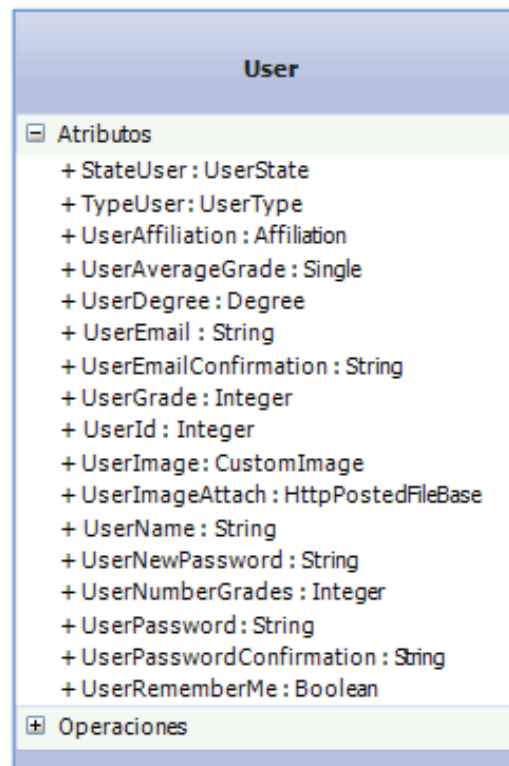 User
Atributos
+ StateUser : UserState
+ TypeUser : UserType
+ UserAffiliation : Affiliation
+ UserAverageGrade : Single
+ UserDegree : Degree
+ UserEmail : String
+ UserEmailConfirmation : String
+ UserGrade : Integer
+ UserId : Integer
+ UserImage : CustomImage
+ UserImageAttach : HttpPostedFileBase
+ UserName : String
+ UserNewPassword : String
+ UserNumberGrades : Integer
+ UserPassword : String
+ UserPasswordConfirmation : String
+ UserRememberMe : Boolean
Operaciones